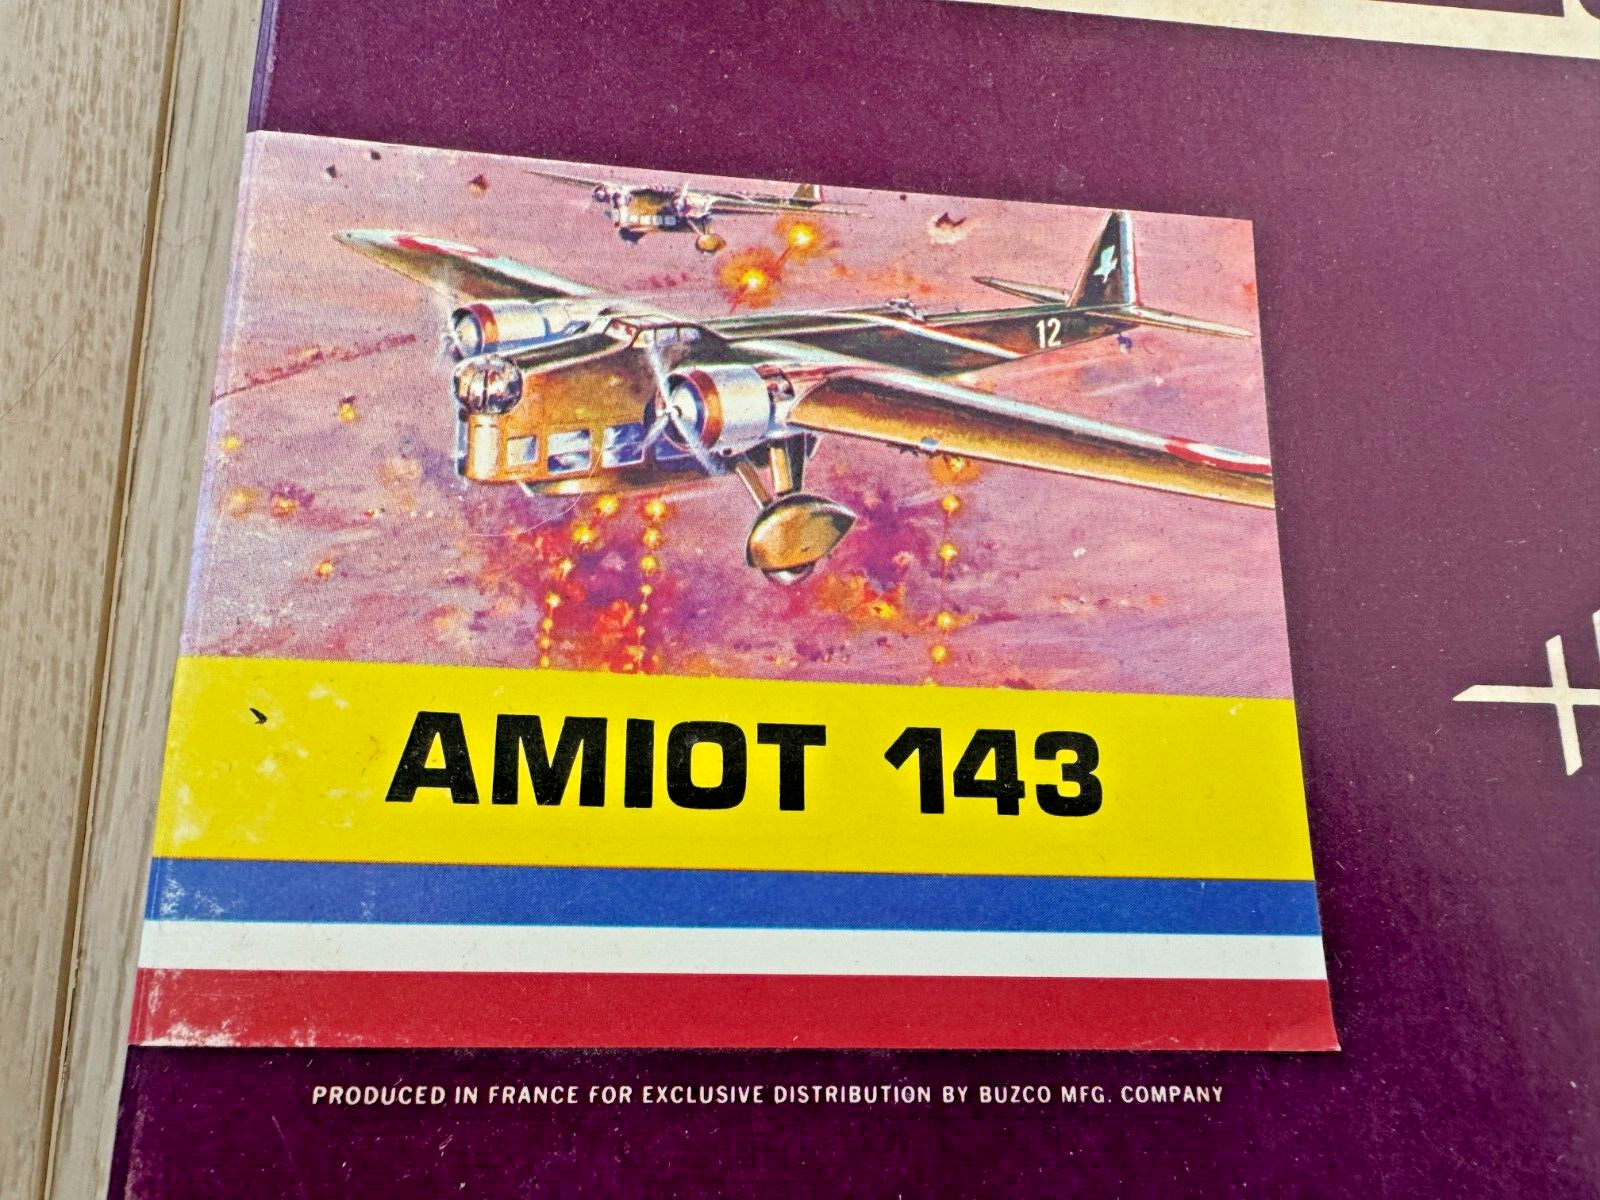 12
AMIOT 143
PRODUCED IN FRANCE FOR EXCLUSIVE DISTRIBUTION BY BUZCO MFG. COMPANY